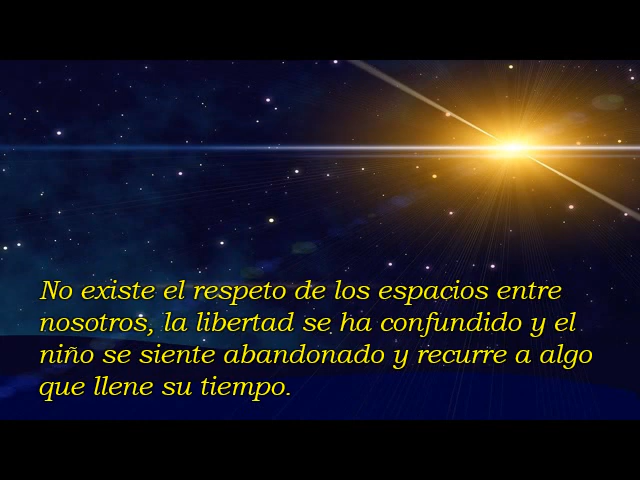 No existe el respeto de los espacios entre
nosotros, la libertad se ha confundido y el
niño se siente abandonado y recurre a algo
que llene su tiempo.